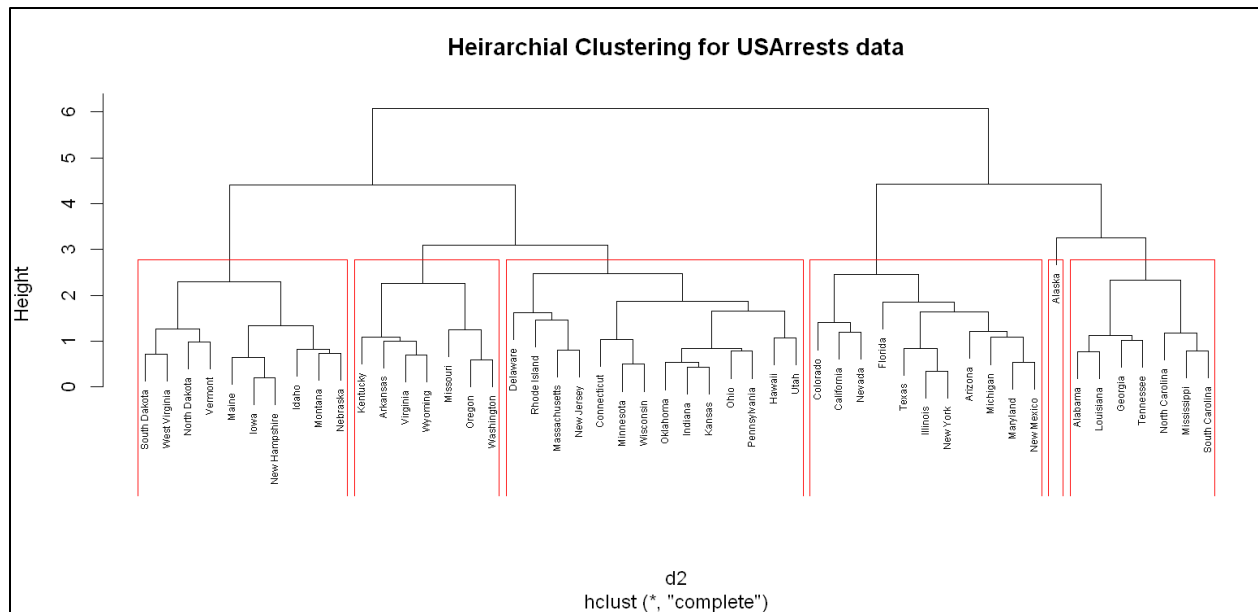 Heirarchial Clustering for USArrests data
Height
6
5
4
3
2
1
0
South Dakota
West Virginia
North Dakota
Vermont
Maine
Iowa
New Hampshire
Idaho
Montana
Nebraska
Kentucky
Arkansas
Virginia
Wyoming
Missouri
Oregon
Washington
Delaware
Rhode Island
Massachusetts
New Jersey
Connecticut
Minnesota
Wisconsin
Oklahoma
Indiana
Kansas
Ohio
Pennsylvania
Hawaii
Utah
Colorado
California
Nevada
Florida
Texas
Illinois
New York
Arizona
Michigan
Maryland
New Mexico
Alaska
Alabama
Louisiana
Georgia
Tennessee
North Carolina
Mississippi
South Carolina
d2
hclust (*, "complete")